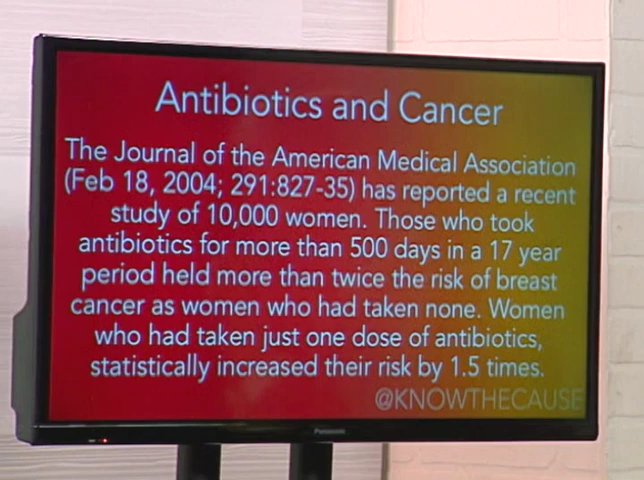 Antibiotics and Cancer
The Journal of the American Medical Association
(Feb 18, 2004; 291:827-35) has reported a recent
study of 10,000 women. Those who took
antibiotics for more than 500 days in a 17 year
period held more than twice the risk of breast
cancer as women who had taken none. Women
who had taken just one dose of antibiotics,
statistically increased their risk by 1.5 times.
@KNOWTHECAUSE
Panasonic